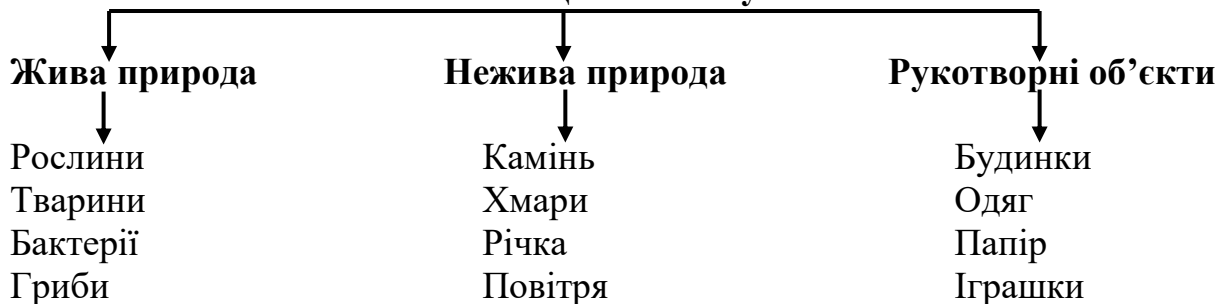 Жива природа Нежива природа Рукотворні об’єкти
Рослини Камінь Будинки
Тварини Хмари Одяг
Бактерії Річка Папір
Гриби Повітря Іграшки